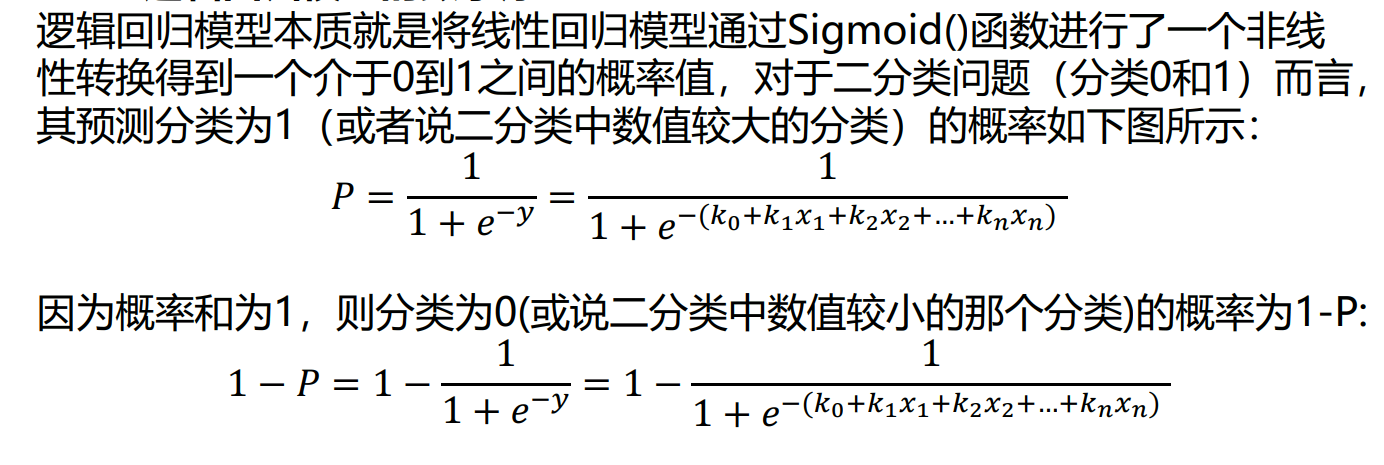 逻辑回归模型本质就是将线性回归模型通过Sigmoid()函数进行了一个非线
性转换得到一个介于0到1之间的概率值，对于二分类问题（分类0和1）而言，
其预测分类为1（或者说二分类中数值较大的分类）的概率如下图所示：
P = \frac{1}{1 + e^{-y}} = \frac{1}{1 + e^{-(k_0+k_1x_1+k_2x_2+...+k_nx_n)}}
因为概率和为1，则分类为0(或说二分类中数值较小的那个分类)的概率为1-P:
1 - P = 1 - \frac{1}{1 + e^{-y}} = 1 - \frac{1}{1 + e^{-(k_0+k_1x_1+k_2x_2+...+k_nx_n)}}